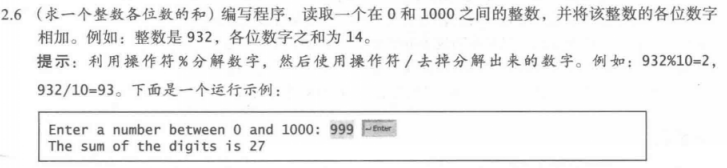 2.6 （求一个整数各位数的和）编写程序，读取一个在 0 和 1000 之间的整数，并将该整数的各位数字
相加。例如：整数是 932，各位数字之和为 14。
提示：利用操作符 % 分解数字，然后使用操作符 / 去掉分解出来的数字。例如：932%10=2，
932/10=93。下面是一个运行示例：
Enter a number between 0 and 1000: 999 ↵Enter
The sum of the digits is 27